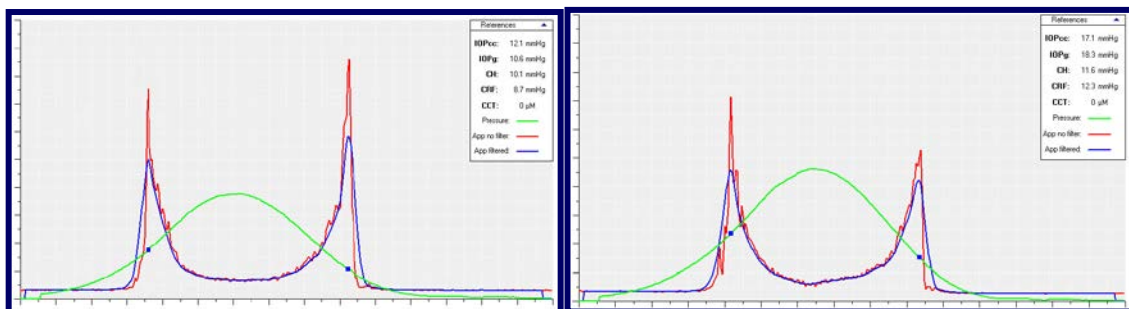 References
IOPcc: 12.1 mmHg
IOPg: 10.6 mmHg
CH: 10.1 mmHg
CRF: 8.7 mmHg
CCT: 0 µM
Pressure:
App no filter:
App filtered:
References
IOPcc: 17.1 mmHg
IOPg: 18.3 mmHg
CH: 11.6 mmHg
CRF: 12.3 mmHg
CCT: 0 µM
Pressure:
App no filter:
App filtered: